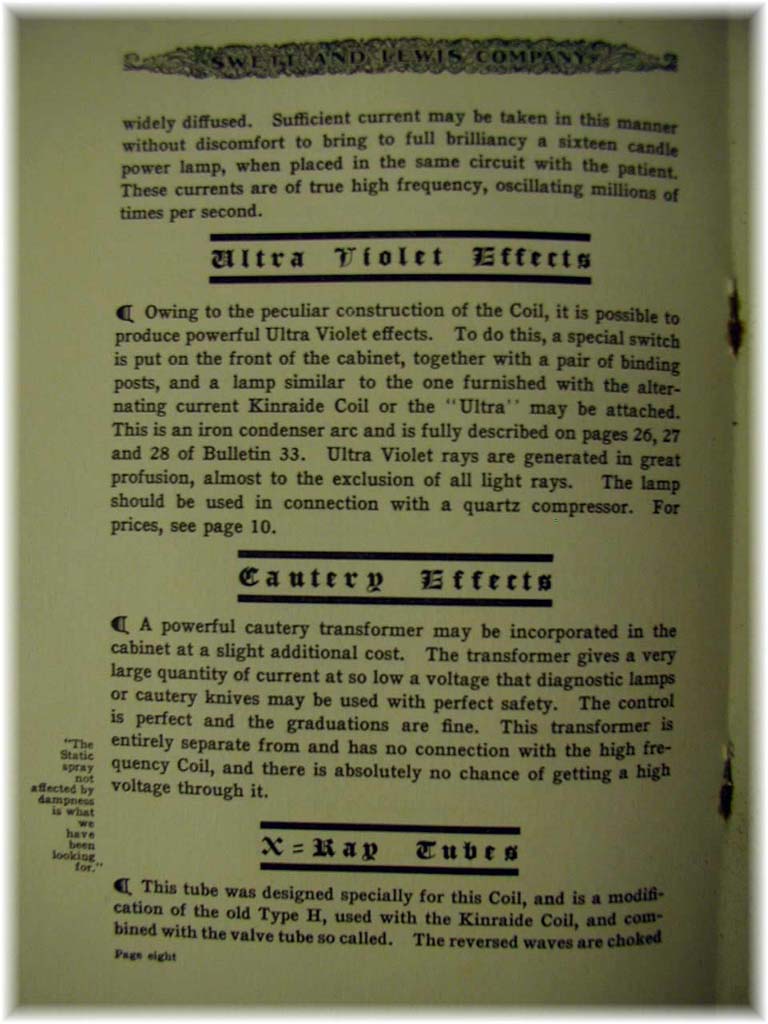 SWETT AND LEWIS COMPANY
widely diffused. Sufficient current may be taken in this manner
without discomfort to bring to full brilliancy a sixteen candle
power lamp, when placed in the same circuit with the patient.
These currents are of true high frequency, oscillating millions of
times per second.
Ultra Violet Effects
¶ Owing to the peculiar construction of the Coil, it is possible to
produce powerful Ultra Violet effects. To do this, a special switch
is put on the front of the cabinet, together with a pair of binding
posts, and a lamp similar to the one furnished with the alter-
nating current Kinraide Coil or the "Ultra" may be attached.
This is an iron condenser arc and is fully described on pages 26, 27
and 28 of Bulletin 33. Ultra Violet rays are generated in great
profusion, almost to the exclusion of all light rays. The lamp
should be used in connection with a quartz compressor. For
prices, see page 10.
Cautery Effects
¶ A powerful cautery transformer may be incorporated in the
cabinet at a slight additional cost. The transformer gives a very
large quantity of current at so low a voltage that diagnostic lamps
or cautery knives may be used with perfect safety. The control
is perfect and the graduations are fine. This transformer is
entirely separate from and has no connection with the high fre-
quency Coil, and there is absolutely no chance of getting a high
voltage through it.
"The
Static
spray
not
affected by
dampness
is what
we
have
been
looking
for."
X=Ray Tubes
¶ This tube was designed specially for this Coil, and is a modifi-
cation of the old Type H, used with the Kinraide Coil, and com-
bined with the valve tube so called. The reversed waves are choked
Page eight